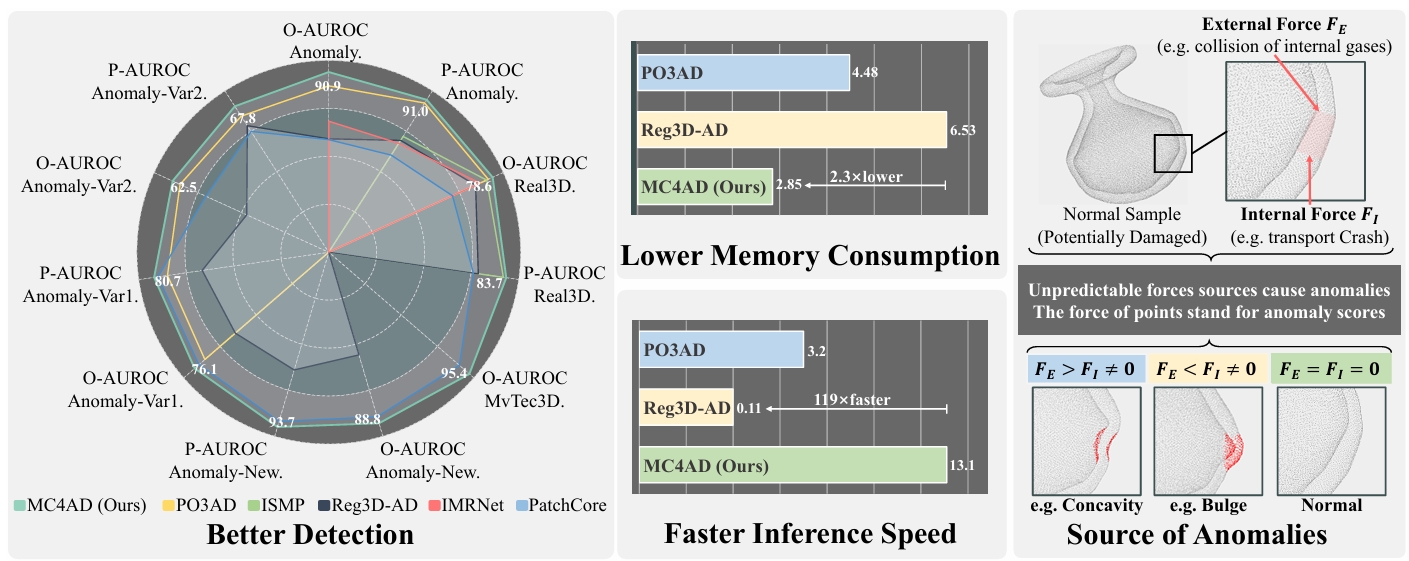 O-AUROC
Anomaly.
P-AUROC
Anomaly.
O-AUROC
Real3D.
P-AUROC
Real3D.
O-AUROC
MvTec3D.
O-AUROC
Anomaly-New.
P-AUROC
Anomaly-New.
O-AUROC
Anomaly-Var1.
P-AUROC
Anomaly-Var1.
O-AUROC
Anomaly-Var2.
P-AUROC
Anomaly-Var2.
90.9
91.0
78.6
83.7
95.4
88.8
93.7
76.1
80.7
62.5
67.8
MC4AD (Ours) PO3AD ISMP Reg3D-AD IMRNet PatchCore
Better Detection
PO3AD 4.48
Reg3D-AD 6.53
MC4AD (Ours) 2.85 2.3×lower
Lower Memory Consumption
PO3AD 3.2
Reg3D-AD 0.11 119×faster
MC4AD (Ours) 13.1
Faster Inference Speed
External Force F_E
(e.g. collision of internal gases)
Normal Sample
(Potentially Damaged)
Internal Force F_I
(e.g. transport Crash)
Unpredictable forces sources cause anomalies
The force of points stand for anomaly scores
F_E > F_I ≠ 0 F_E < F_I ≠ 0 F_E = F_I = 0
e.g. Concavity e.g. Bulge Normal
Source of Anomalies